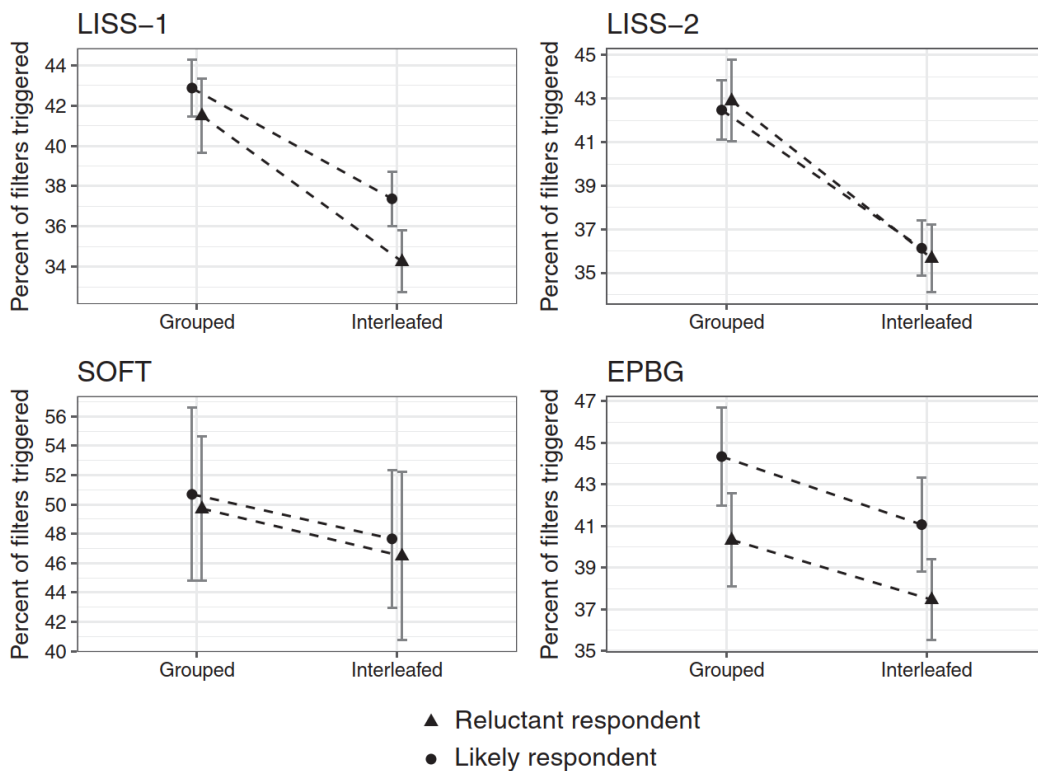 LISS−1
Percent of filters triggered
44
42
40
38
36
34
Grouped Interleafed
LISS−2
Percent of filters triggered
45
43
41
39
37
35
Grouped Interleafed
SOFT
Percent of filters triggered
56
54
52
50
48
46
44
42
40
Grouped Interleafed
EPBG
Percent of filters triggered
47
45
43
41
39
37
35
Grouped Interleafed
Reluctant respondent
Likely respondent